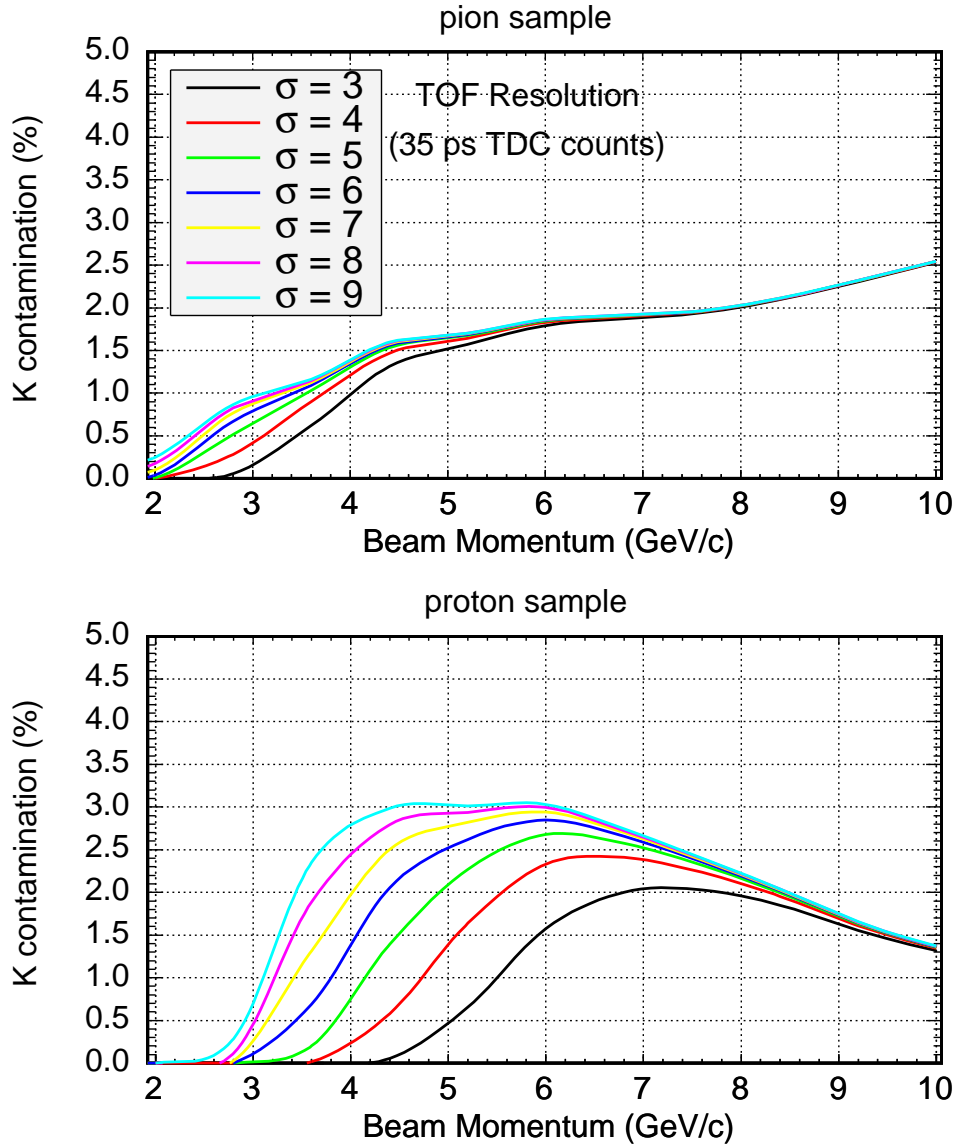 pion sample
5.0
4.5
4.0
3.5
3.0
2.5
2.0
1.5
1.0
0.5
0.0
K contamination (%)
σ = 3
σ = 4
σ = 5
σ = 6
σ = 7
σ = 8
σ = 9
TOF Resolution
(35 ps TDC counts)
2 3 4 5 6 7 8 9 10
Beam Momentum (GeV/c)
proton sample
5.0
4.5
4.0
3.5
3.0
2.5
2.0
1.5
1.0
0.5
0.0
K contamination (%)
2 3 4 5 6 7 8 9 10
Beam Momentum (GeV/c)